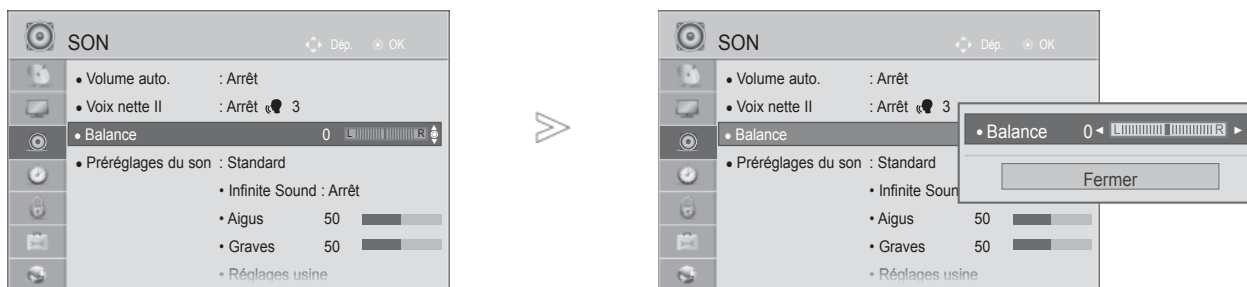 SON Dép. OK
• Volume auto. : Arrêt
• Voix nette II : Arrêt 3
• Balance 0 L R
• Préréglages du son : Standard
• Infinite Sound : Arrêt
• Aigus 50
• Graves 50
• Réglages usine
SON Dép. OK
• Volume auto. : Arrêt
• Voix nette II : Arrêt 3
• Balance
• Préréglages du son : Standard
• Infinite Soun
• Aigus 50
• Graves 50
• Réglages usine
• Balance 0 L R
Fermer